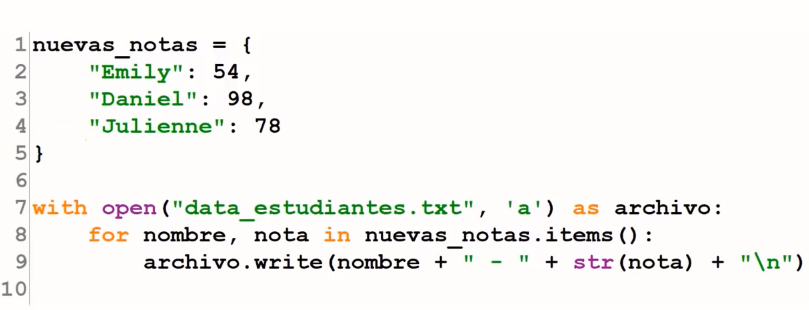 1 nuevas_notas = {
2     "Emily": 54,
3     "Daniel": 98,
4     "Julienne": 78
5 }
6
7 with open("data_estudiantes.txt", 'a') as archivo:
8     for nombre, nota in nuevas_notas.items():
9         archivo.write(nombre + " - " + str(nota) + "\n")
10